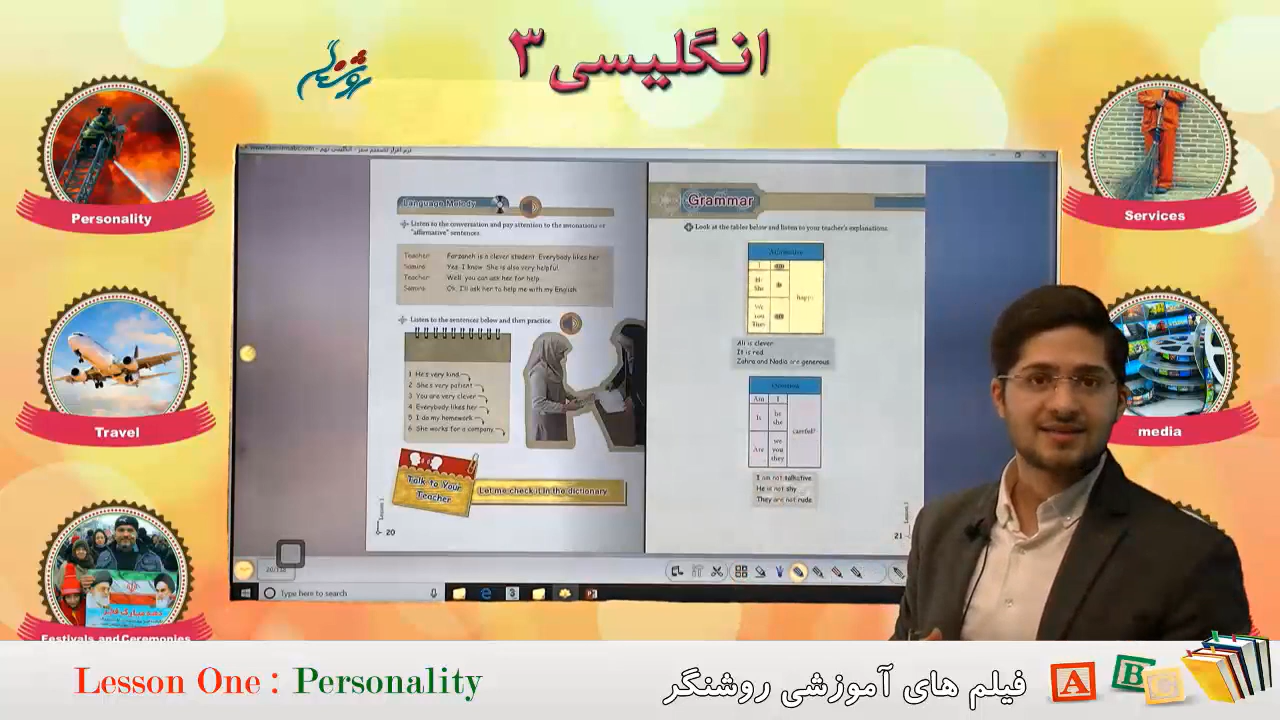 انگلیسی ۳
روشنگر
Personality
Travel
Festivals and Ceremonies
Services
media
Language Melody
Listen to the conversation and pay attention to the intonations of
"affirmative" sentences.
Teacher: Farzaneh is a clever student. Everybody likes her.
Samira: Yes. I know. She is also very helpful.
Teacher: Well, you can ask her for help.
Samira: Ok. I'll ask her to help me with my English.
Listen to the sentences below and then practice.
1 He's very kind.
2 She's very patient.
3 You are very clever.
4 Everybody likes her.
5 I do my homework.
6 She works for a company.
Talk to Your
Teacher
Let me check it in the dictionary.
Lesson 1
20
Grammar
Look at the tables below and listen to your teacher's explanations.
I
He
She
We
You
They
happy
Ali is clever.
It is red.
Zahra and Nadia are generous.
Question
Am I
Is he
she
careful?
Are we
you
they
I am not talkative.
He is not shy.
They are not rude.
Lesson 1
21
Type here to search
Lesson One : Personality
فیلم های آموزشی روشنگر
A B C